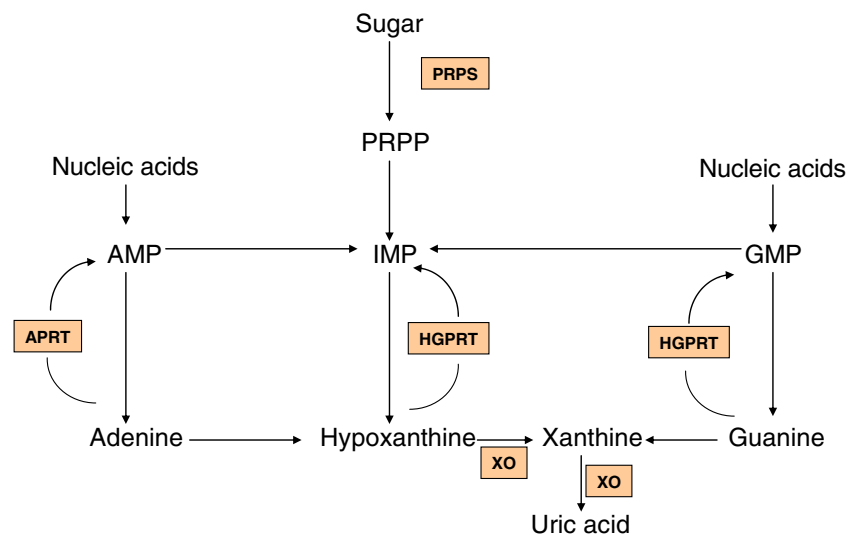 Sugar
PRPS
PRPP
Nucleic acids
Nucleic acids
AMP
IMP
GMP
APRT
HGPRT
HGPRT
Adenine
Hypoxanthine
Xanthine
Guanine
XO
XO
Uric acid